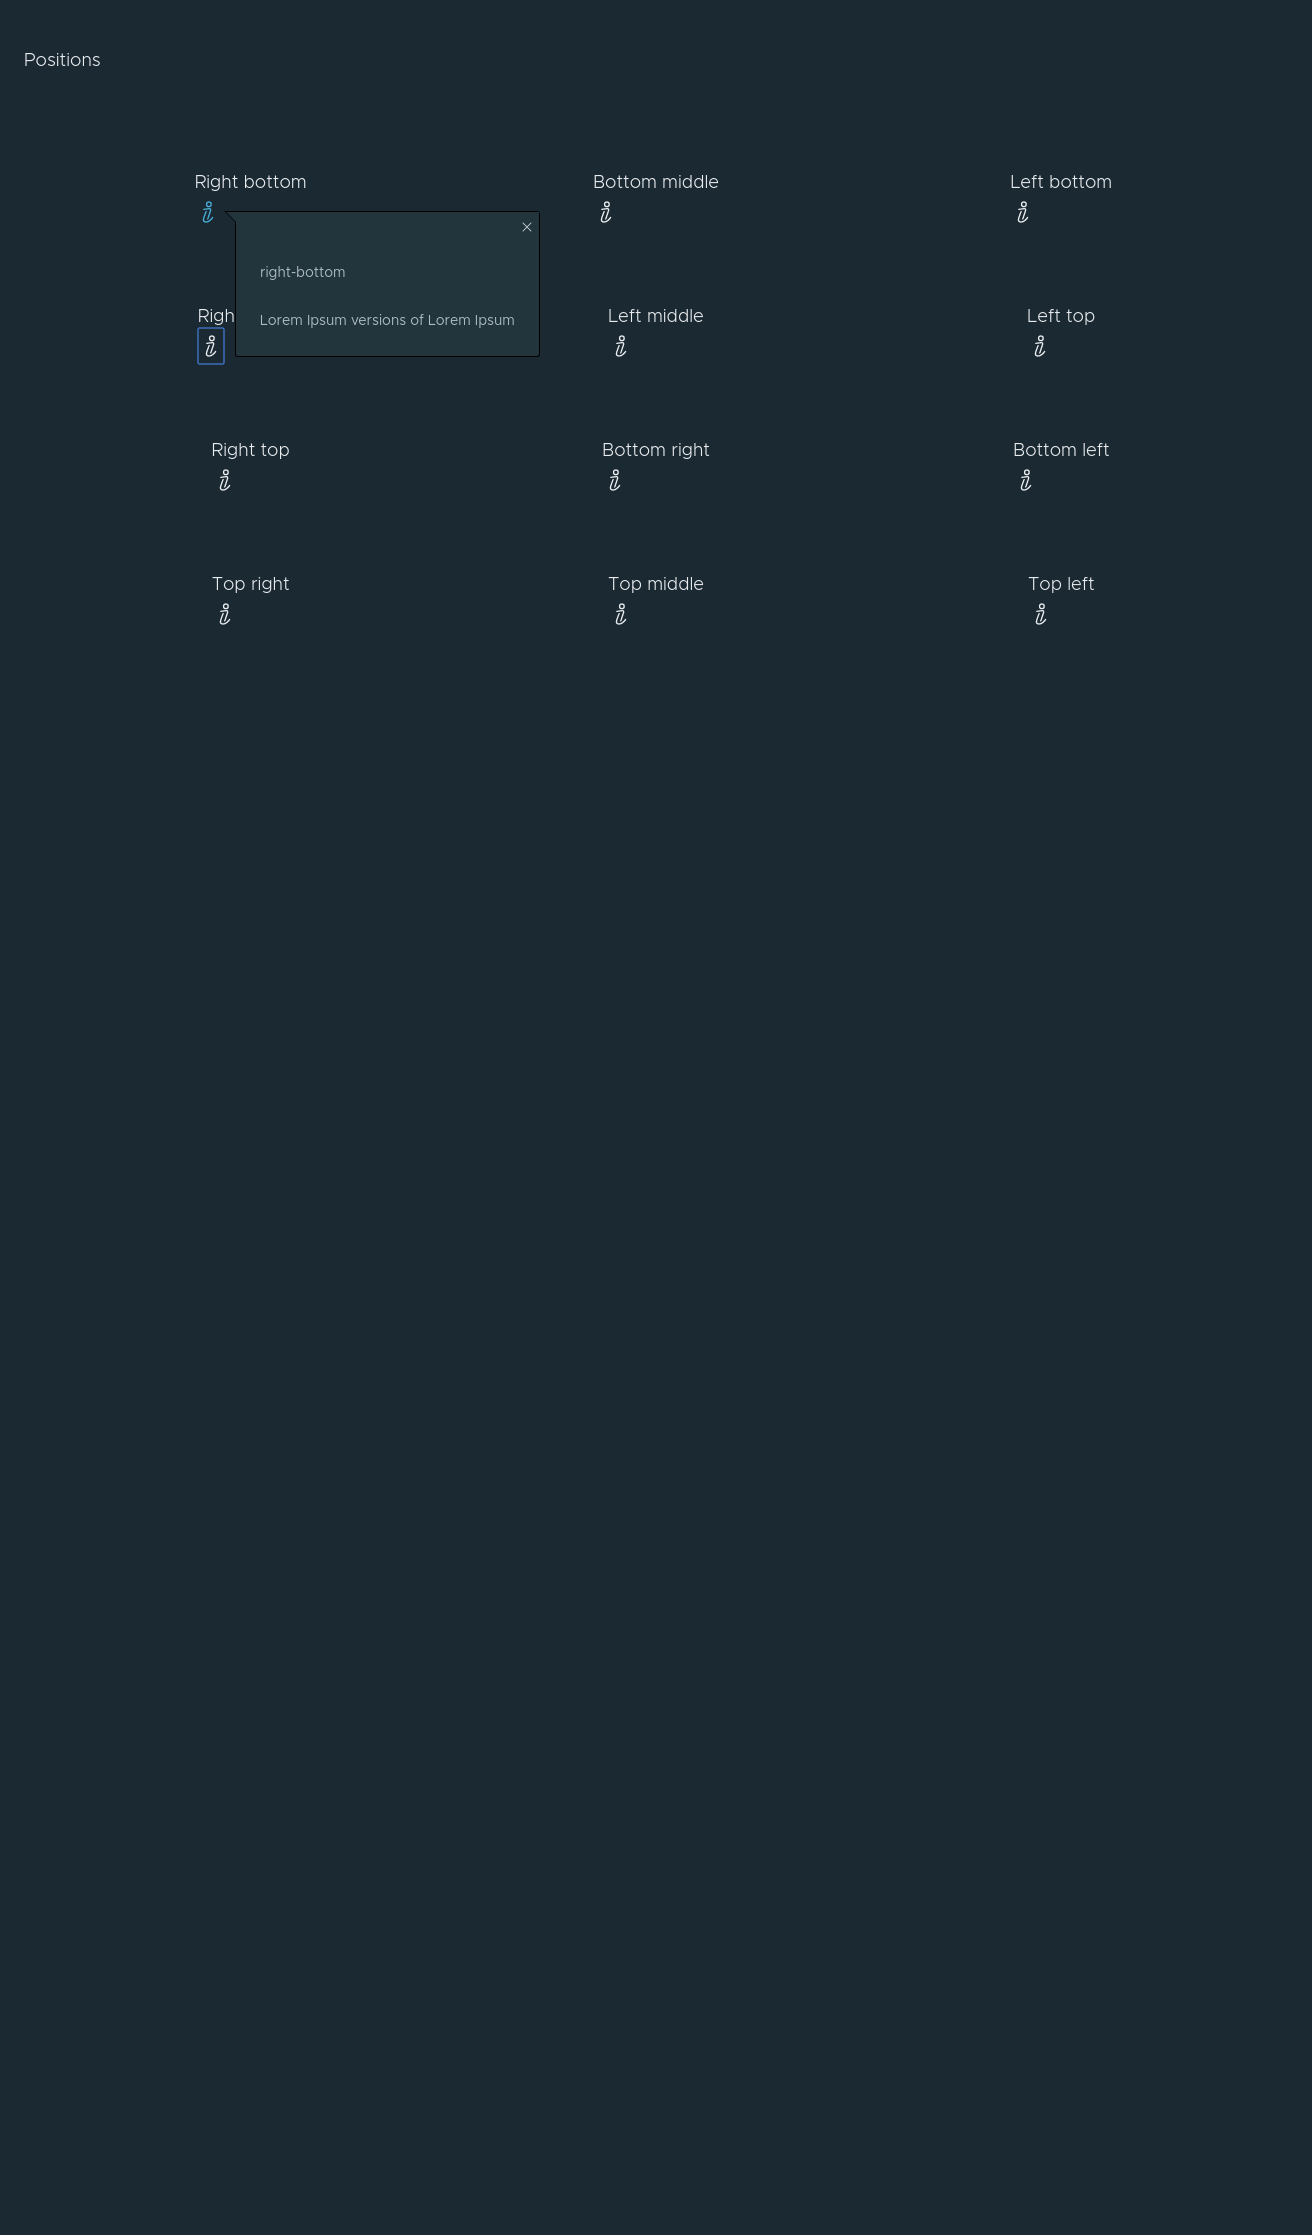 Positions
Right bottom
Bottom middle
Left bottom
right-bottom
Lorem Ipsum versions of Lorem Ipsum
Righ
Left middle
Left top
Right top
Bottom right
Bottom left
Top right
Top middle
Top left